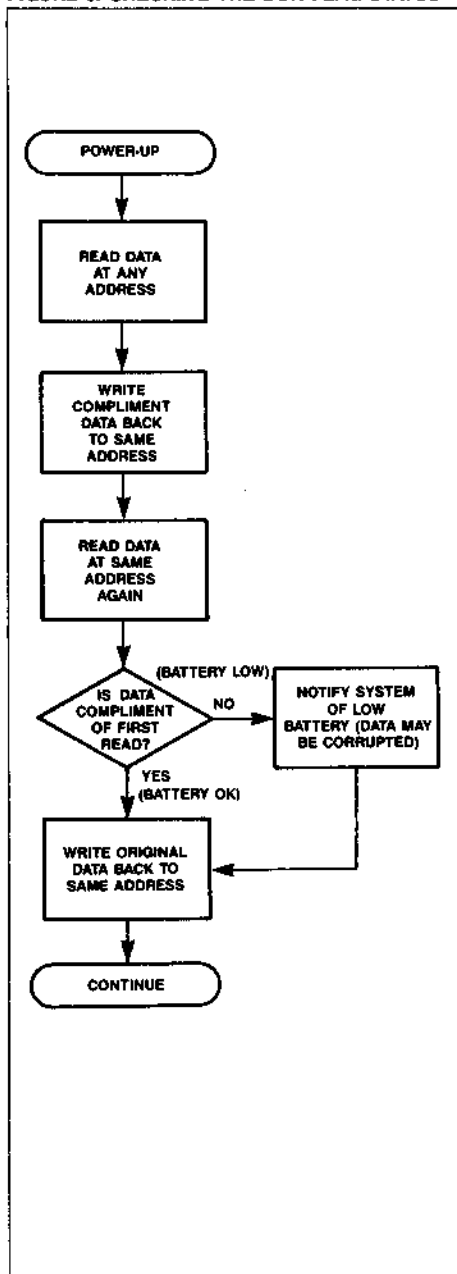 POWER-UP
READ DATA
AT ANY
ADDRESS
WRITE
COMPLIMENT
DATA BACK
TO SAME
ADDRESS
READ DATA
AT SAME
ADDRESS
AGAIN
IS DATA
COMPLIMENT
OF FIRST
READ?
(BATTERY LOW)
NO
NOTIFY SYSTEM
OF LOW
BATTERY (DATA MAY
BE CORRUPTED)
YES
(BATTERY OK)
WRITE ORIGINAL
DATA BACK TO
SAME ADDRESS
CONTINUE